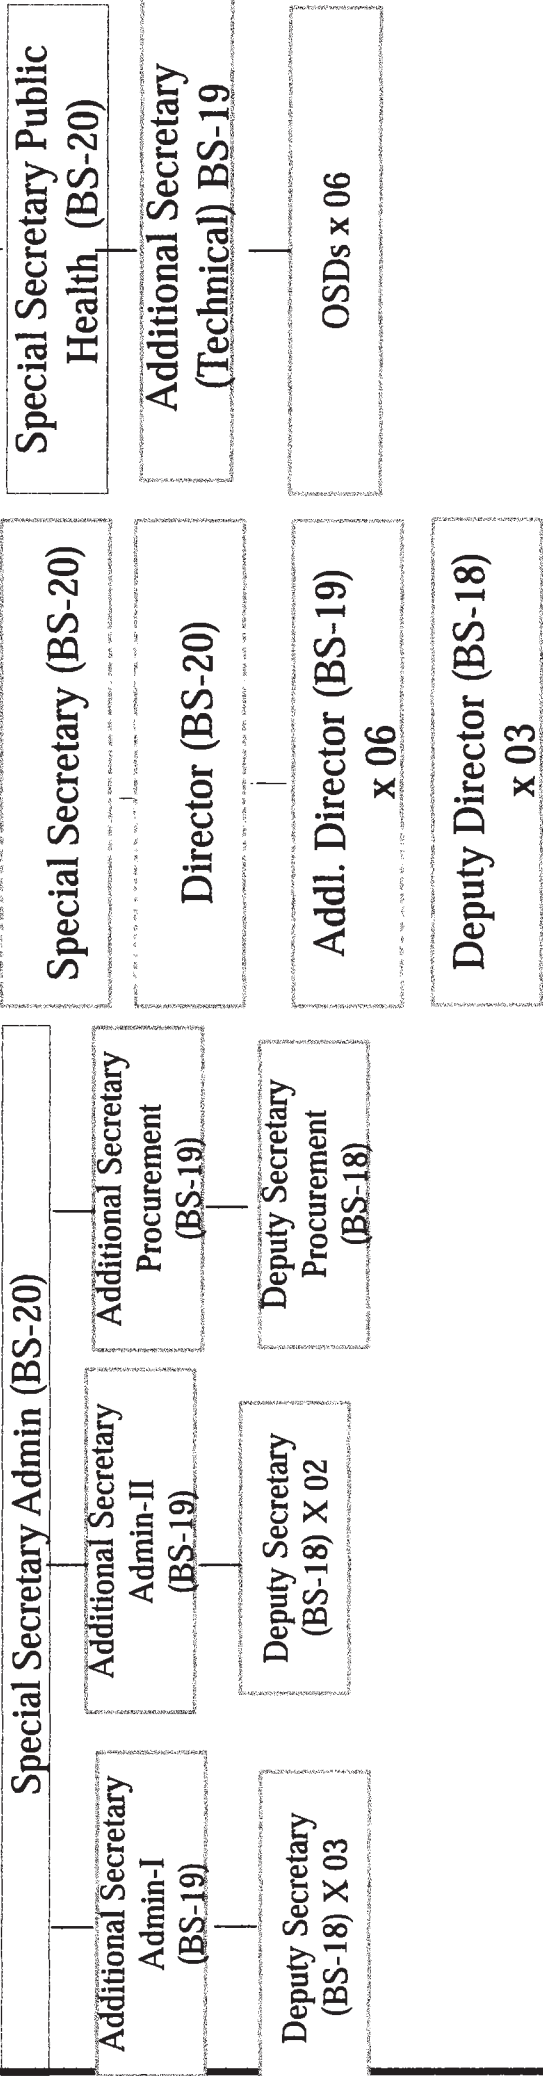 Special Secretary Admin (BS-20)
Additional Secretary
Admin-I
(BS-19)
Deputy Secretary
(BS-18) X 03
Additional Secretary
Admin-II
(BS-19)
Deputy Secretary
(BS-18) X 02
Additional Secretary
Procurement
(BS-19)
Deputy Secretary
Procurement
(BS-18)
Special Secretary (BS-20)
Director (BS-20)
Addl. Director (BS-19)
x 06
Deputy Director (BS-18)
x 03
Special Secretary Public
Health (BS-20)
Additional Secretary
(Technical) BS-19
OSDs x 06